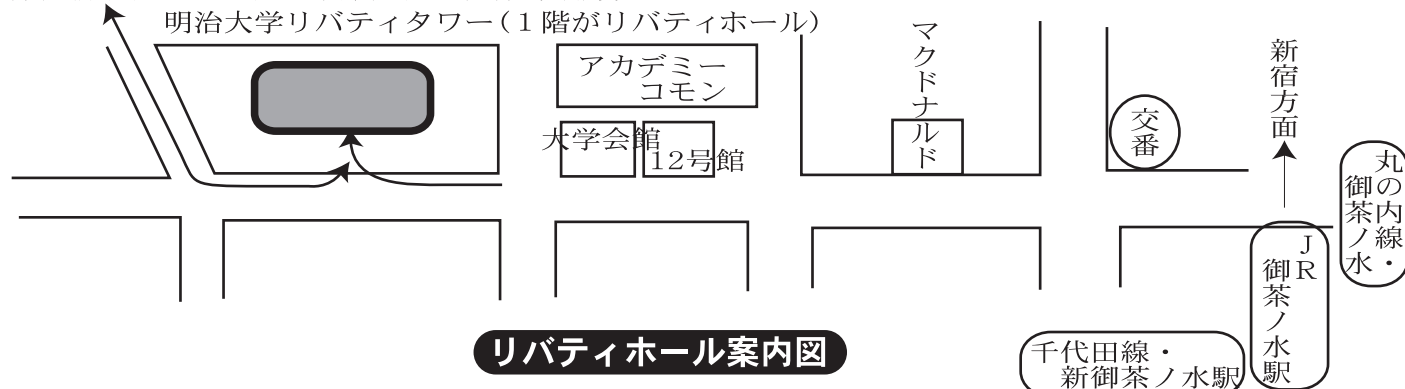 明治大学リバティタワー（１階がリバティホール）
アカデミー
コモン
大学会館
12号館
マクドナルド
交番
新宿方面
丸の内線・
御茶ノ水
ＪＲ
御茶ノ水駅
千代田線・
新御茶ノ水駅
リバティホール案内図